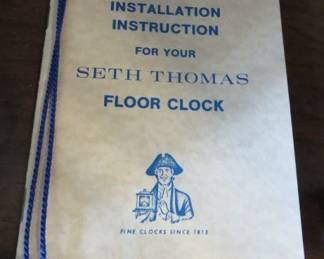 INSTALLATION
INSTRUCTION
FOR YOUR
SETH THOMAS
FLOOR CLOCK
FINE CLOCKS SINCE 1813